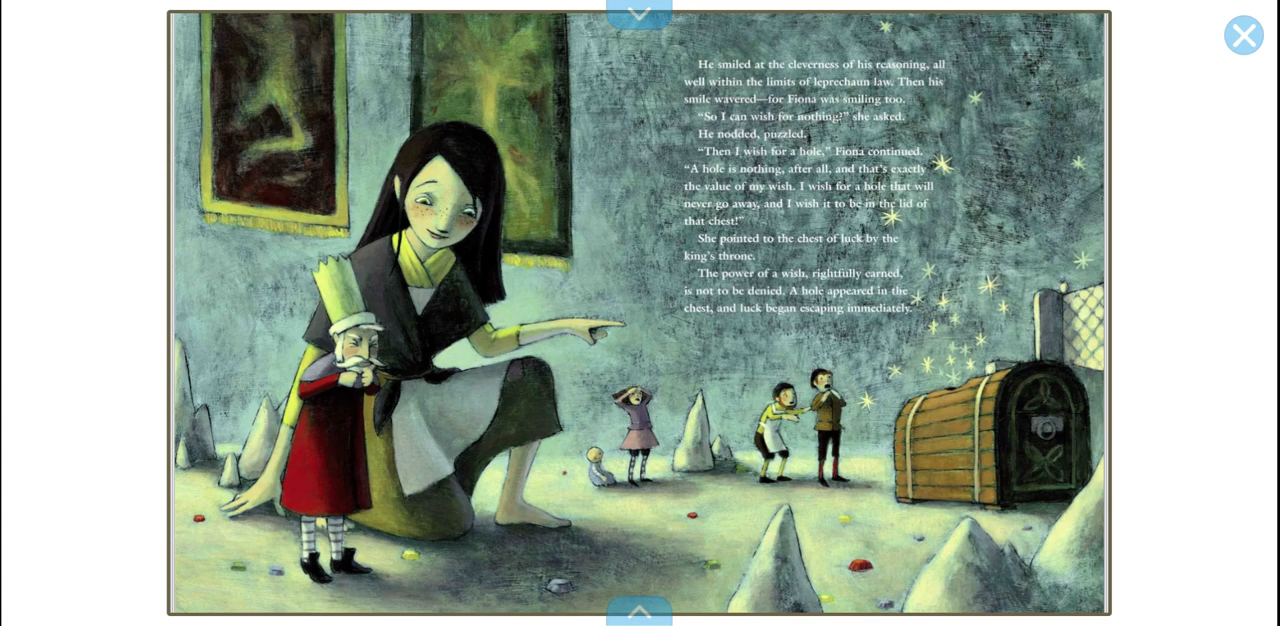 He smiled at the cleverness of his reasoning, all
well within the limits of leprechaun law. Then his
smile wavered—for Fiona was smiling too.
“So I can wish for nothing?” she asked.
He nodded, puzzled.
“Then I wish for a hole,” Fiona continued.
“A hole is nothing, after all, and that’s exactly
the value of my wish. I wish for a hole that will
never go away, and I wish it to be in the lid of
that chest!”
She pointed to the chest of luck by the
king’s throne.
The power of a wish, rightfully earned,
is not to be denied. A hole appeared in the
chest, and luck began escaping immediately.